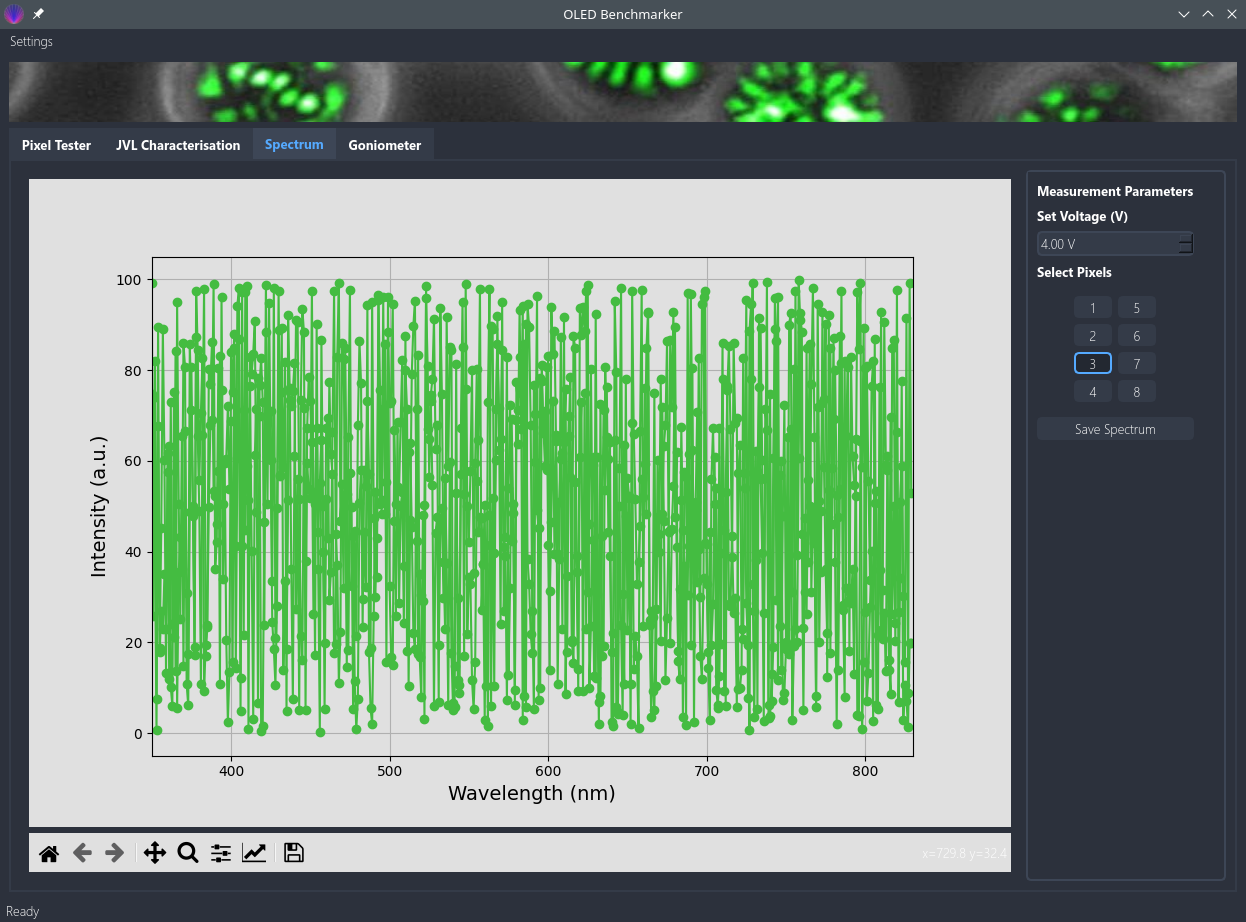 OLED Benchmarker
Settings
Pixel Tester JVL Characterisation Spectrum Goniometer
100
80
60
40
20
0
Intensity (a.u.)
400 500 600 700 800
Wavelength (nm)
x=729.8 y=32.4
Measurement Parameters
Set Voltage (V)
4.00 V
Select Pixels
1 5
2 6
3 7
4 8
Save Spectrum
Ready